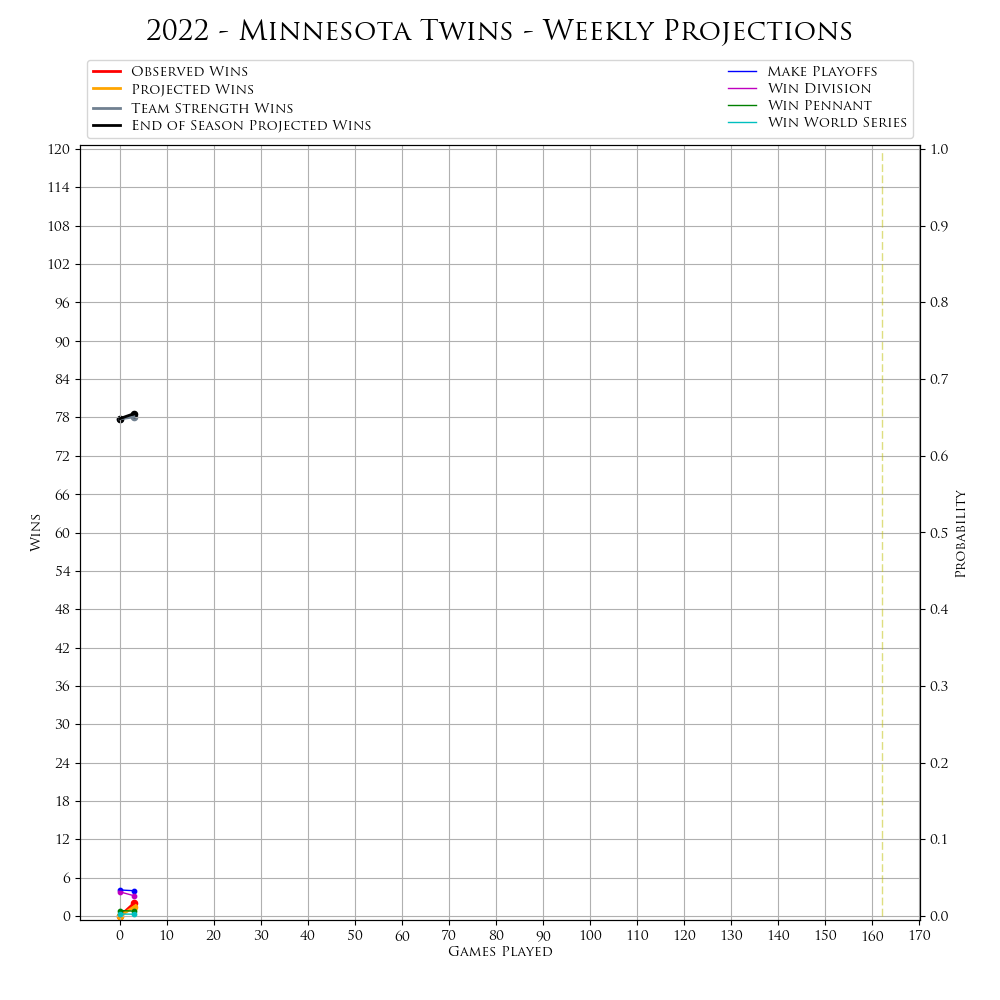 2022 - Minnesota Twins - Weekly Projections
Observed Wins
Projected Wins
Team Strength Wins
End of Season Projected Wins
Make Playoffs
Win Division
Win Pennant
Win World Series
120
114
108
102
96
90
84
78
72
66
60
54
48
42
36
30
24
18
12
6
0
Wins
1.0
0.9
0.8
0.7
0.6
0.5
0.4
0.3
0.2
0.1
0.0
Probability
0 10 20 30 40 50 60 70 80 90 100 110 120 130 140 150 160 170
Games Played